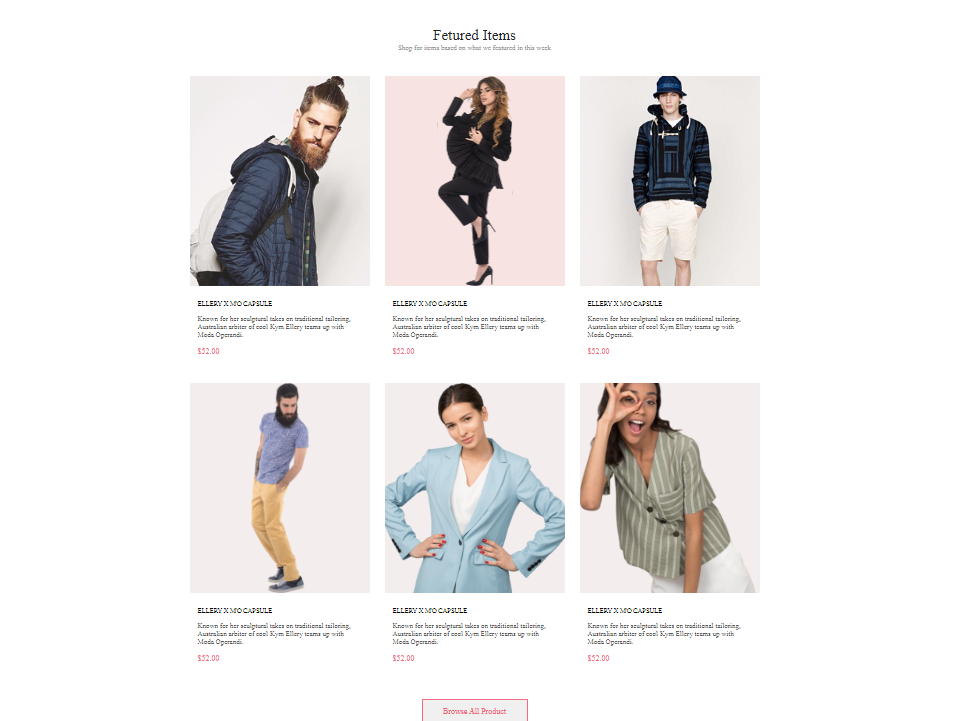 Fetured Items
Shop for items based on what we featured in this week
ELLERY X M'O CAPSULE
Known for her sculptural takes on traditional tailoring,
Australian arbiter of cool Kym Ellery teams up with
Moda Operandi.
$52.00
ELLERY X M'O CAPSULE
Known for her sculptural takes on traditional tailoring,
Australian arbiter of cool Kym Ellery teams up with
Moda Operandi.
$52.00
ELLERY X M'O CAPSULE
Known for her sculptural takes on traditional tailoring,
Australian arbiter of cool Kym Ellery teams up with
Moda Operandi.
$52.00
ELLERY X M'O CAPSULE
Known for her sculptural takes on traditional tailoring,
Australian arbiter of cool Kym Ellery teams up with
Moda Operandi.
$52.00
ELLERY X M'O CAPSULE
Known for her sculptural takes on traditional tailoring,
Australian arbiter of cool Kym Ellery teams up with
Moda Operandi.
$52.00
ELLERY X M'O CAPSULE
Known for her sculptural takes on traditional tailoring,
Australian arbiter of cool Kym Ellery teams up with
Moda Operandi.
$52.00
Browse All Product